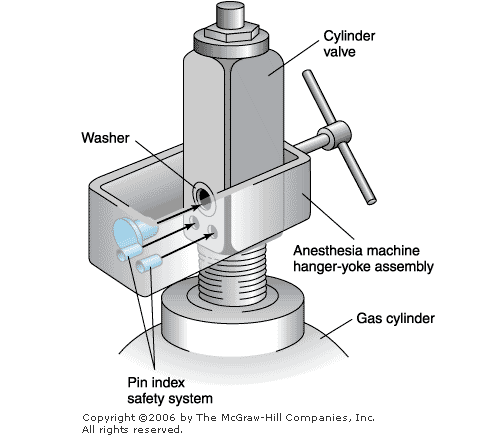 Cylinder
valve
Washer
Anesthesia machine
hanger-yoke assembly
Gas cylinder
Pin index
safety system
Copyright ©2006 by The McGraw-Hill Companies, Inc.
All rights reserved.